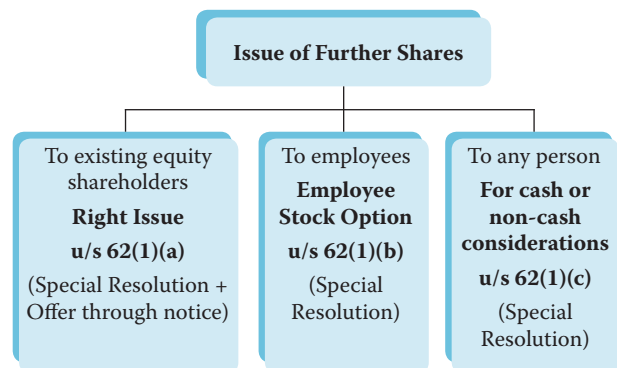 Issue of Further Shares
To existing equity
shareholders
Right Issue
u/s 62(1)(a)
(Special Resolution +
Offer through notice)
To employees
Employee
Stock Option
u/s 62(1)(b)
(Special
Resolution)
To any person
For cash or
non-cash
considerations
u/s 62(1)(c)
(Special
Resolution)